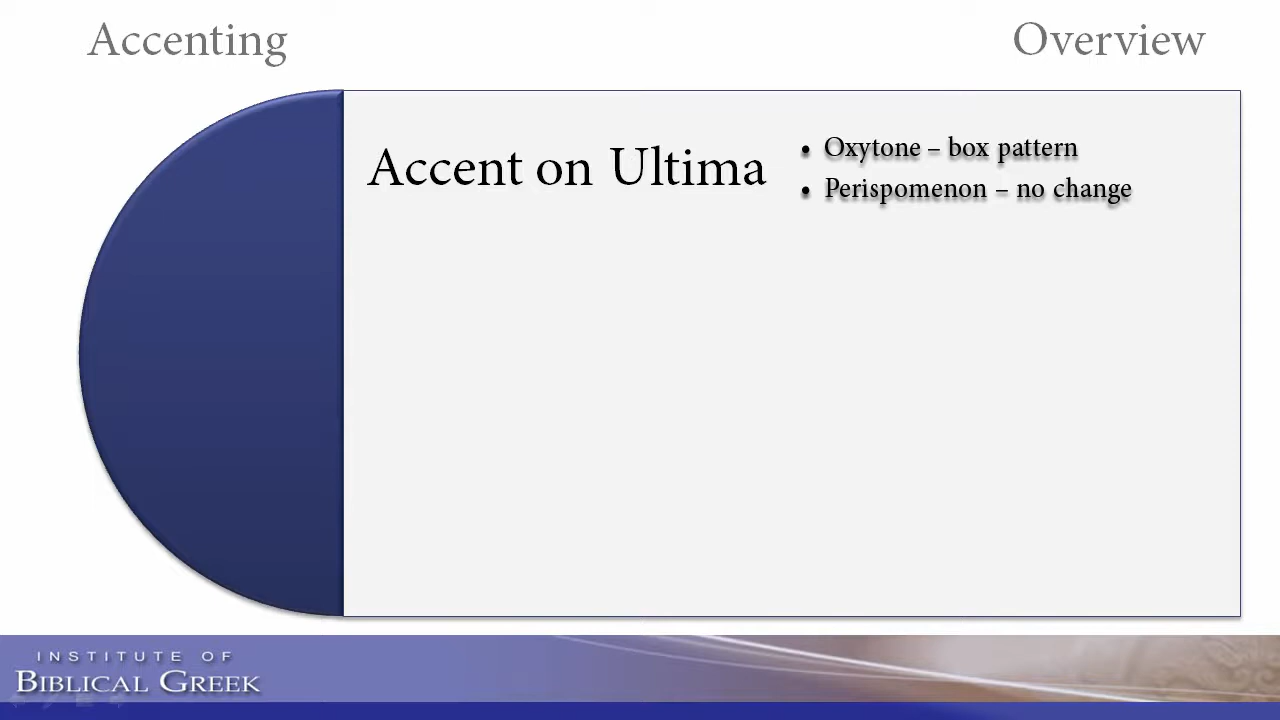 Accenting
Overview
Accent on Ultima
• Oxytone – box pattern
• Perispomenon – no change
INSTITUTE OF
BIBLICAL GREEK